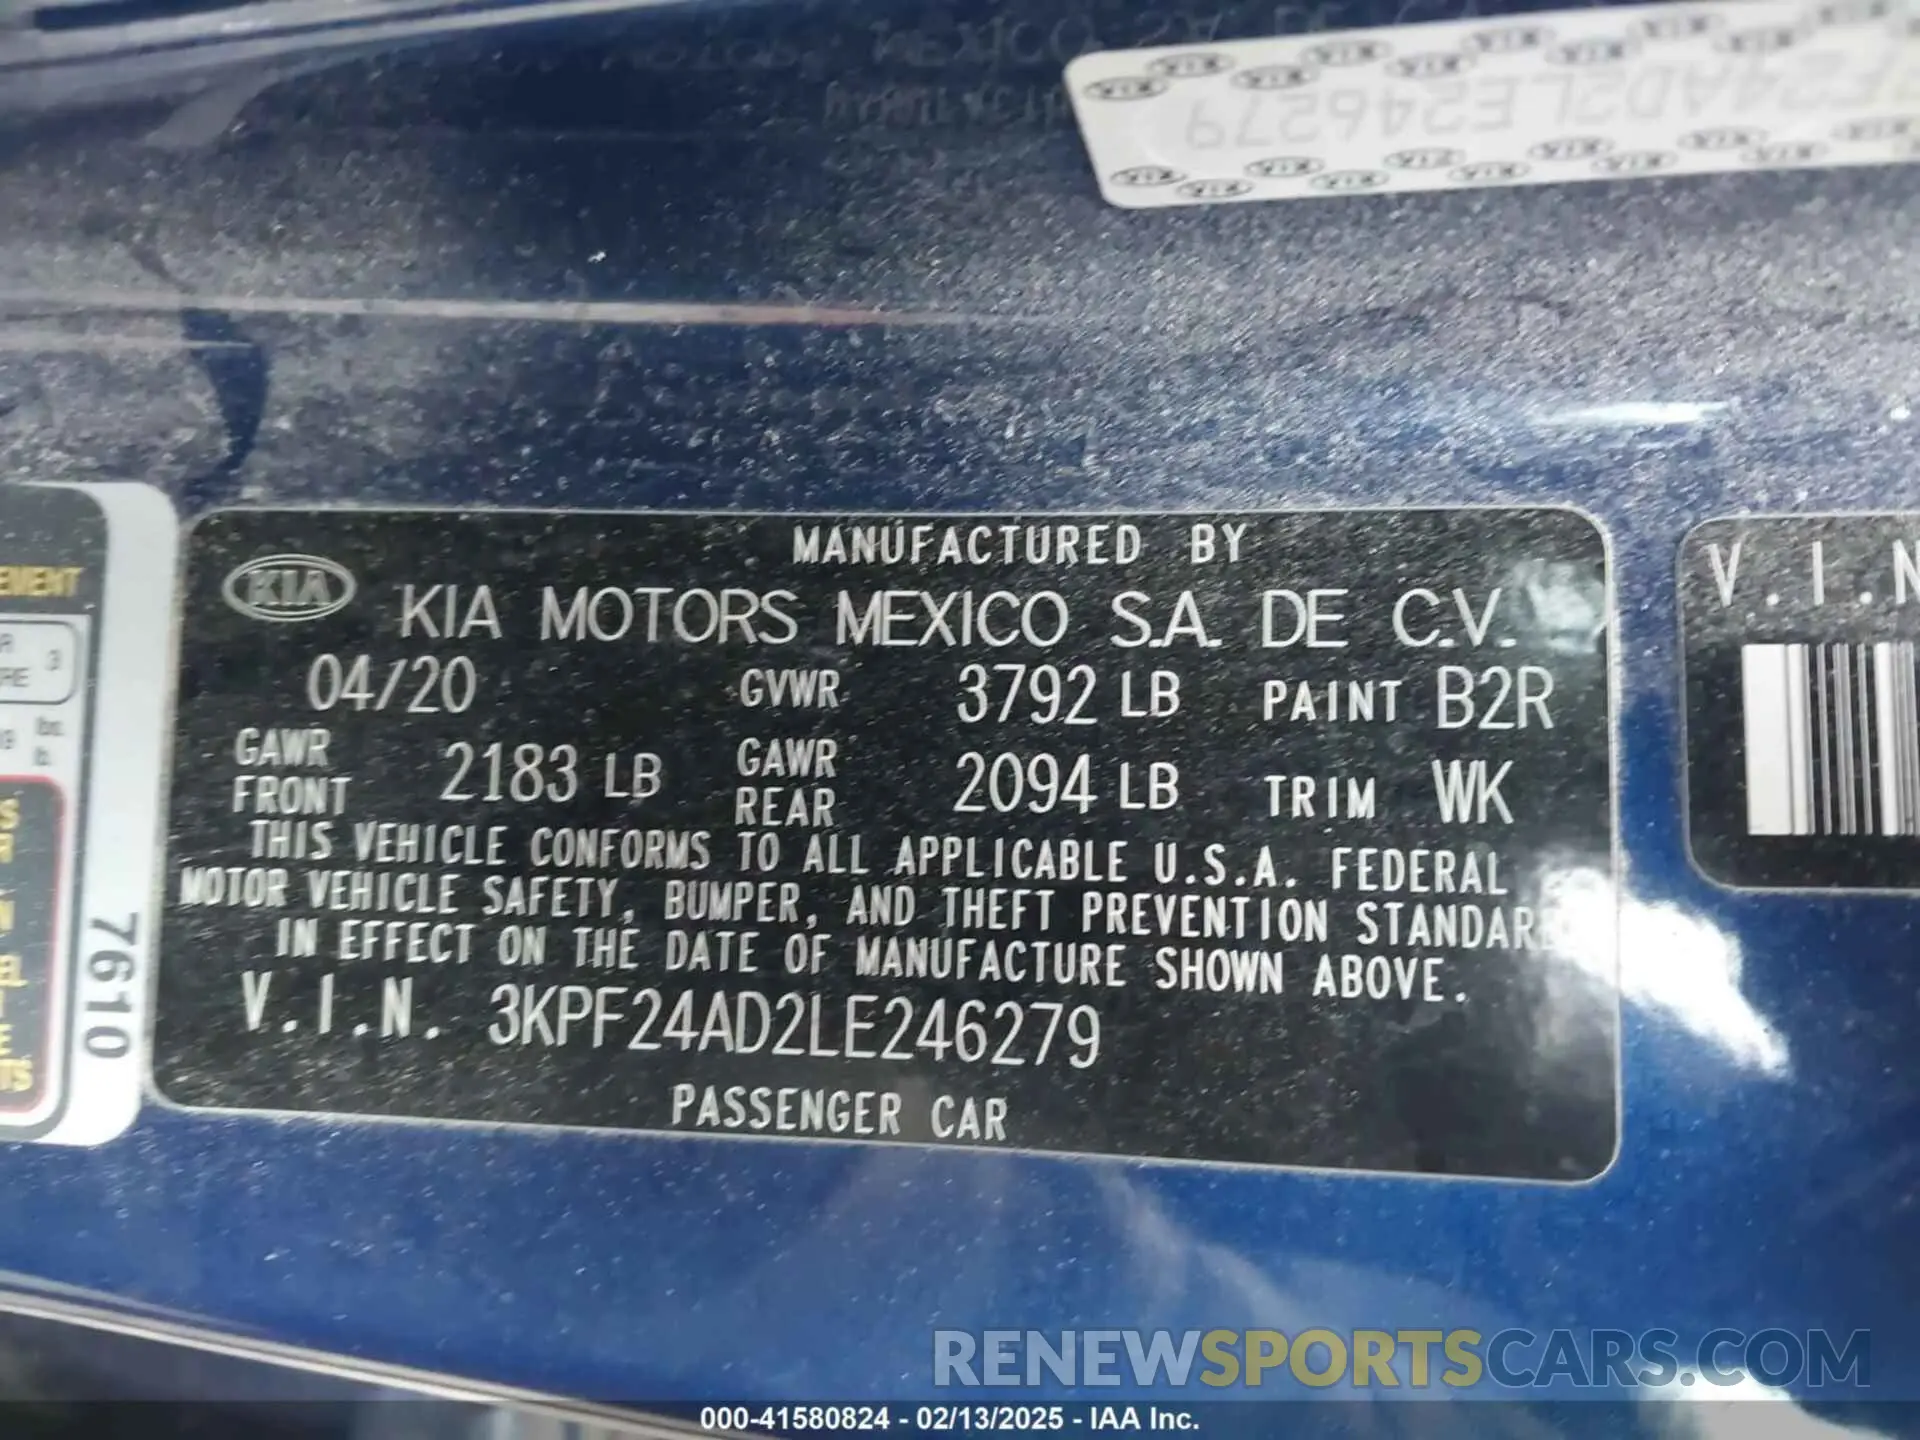 MANUFACTURED BY
KIA KIA MOTORS MEXICO S.A. DE C.V.
04/20 GVWR 3792 LB PAINT B2R
GAWR FRONT 2183 LB GAWR REAR 2094 LB TRIM WK
THIS VEHICLE CONFORMS TO ALL APPLICABLE U.S.A. FEDERAL
MOTOR VEHICLE SAFETY, BUMPER, AND THEFT PREVENTION STANDARD
IN EFFECT ON THE DATE OF MANUFACTURE SHOWN ABOVE.
V.I.N. 3KPF24AD2LE246279
PASSENGER CAR
V.I.N
7610
RENEWSPORTSCARS.COM
000-41580824 - 02/13/2025 - IAA Inc.